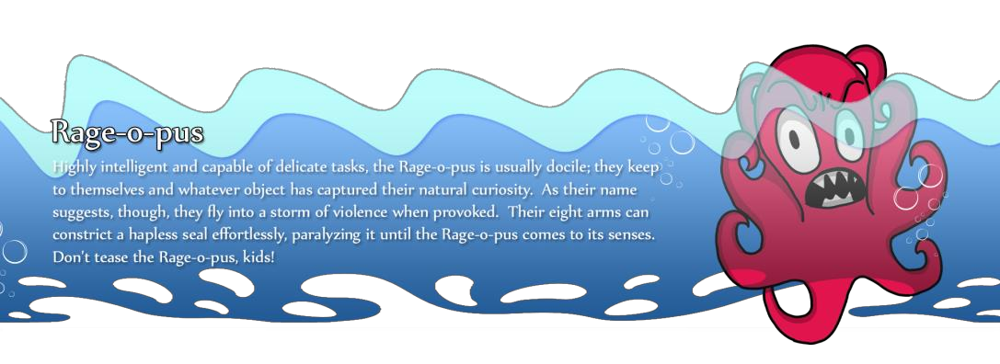 Rage-o-pus
Highly intelligent and capable of delicate tasks, the Rage-o-pus is usually docile; they keep
to themselves and whatever object has captured their natural curiosity.  As their name
suggests, though, they fly into a storm of violence when provoked.  Their eight arms can
constrict a hapless seal effortlessly, paralyzing it until the Rage-o-pus comes to its senses.
Don't tease the Rage-o-pus, kids!